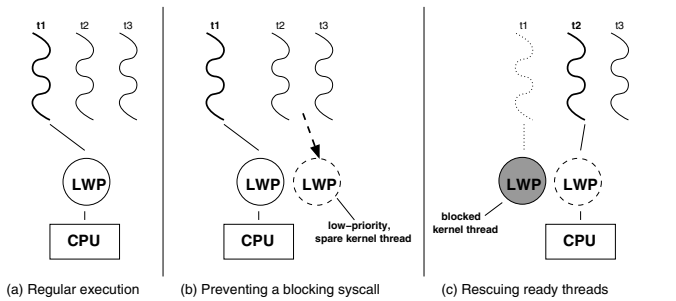 t1 t2 t3
LWP
CPU
(a) Regular execution
t1 t2 t3
LWP LWP
low-priority,
spare kernel thread
CPU
(b) Preventing a blocking syscall
t1 t2 t3
LWP LWP
blocked
kernel thread
CPU
(c) Rescuing ready threads